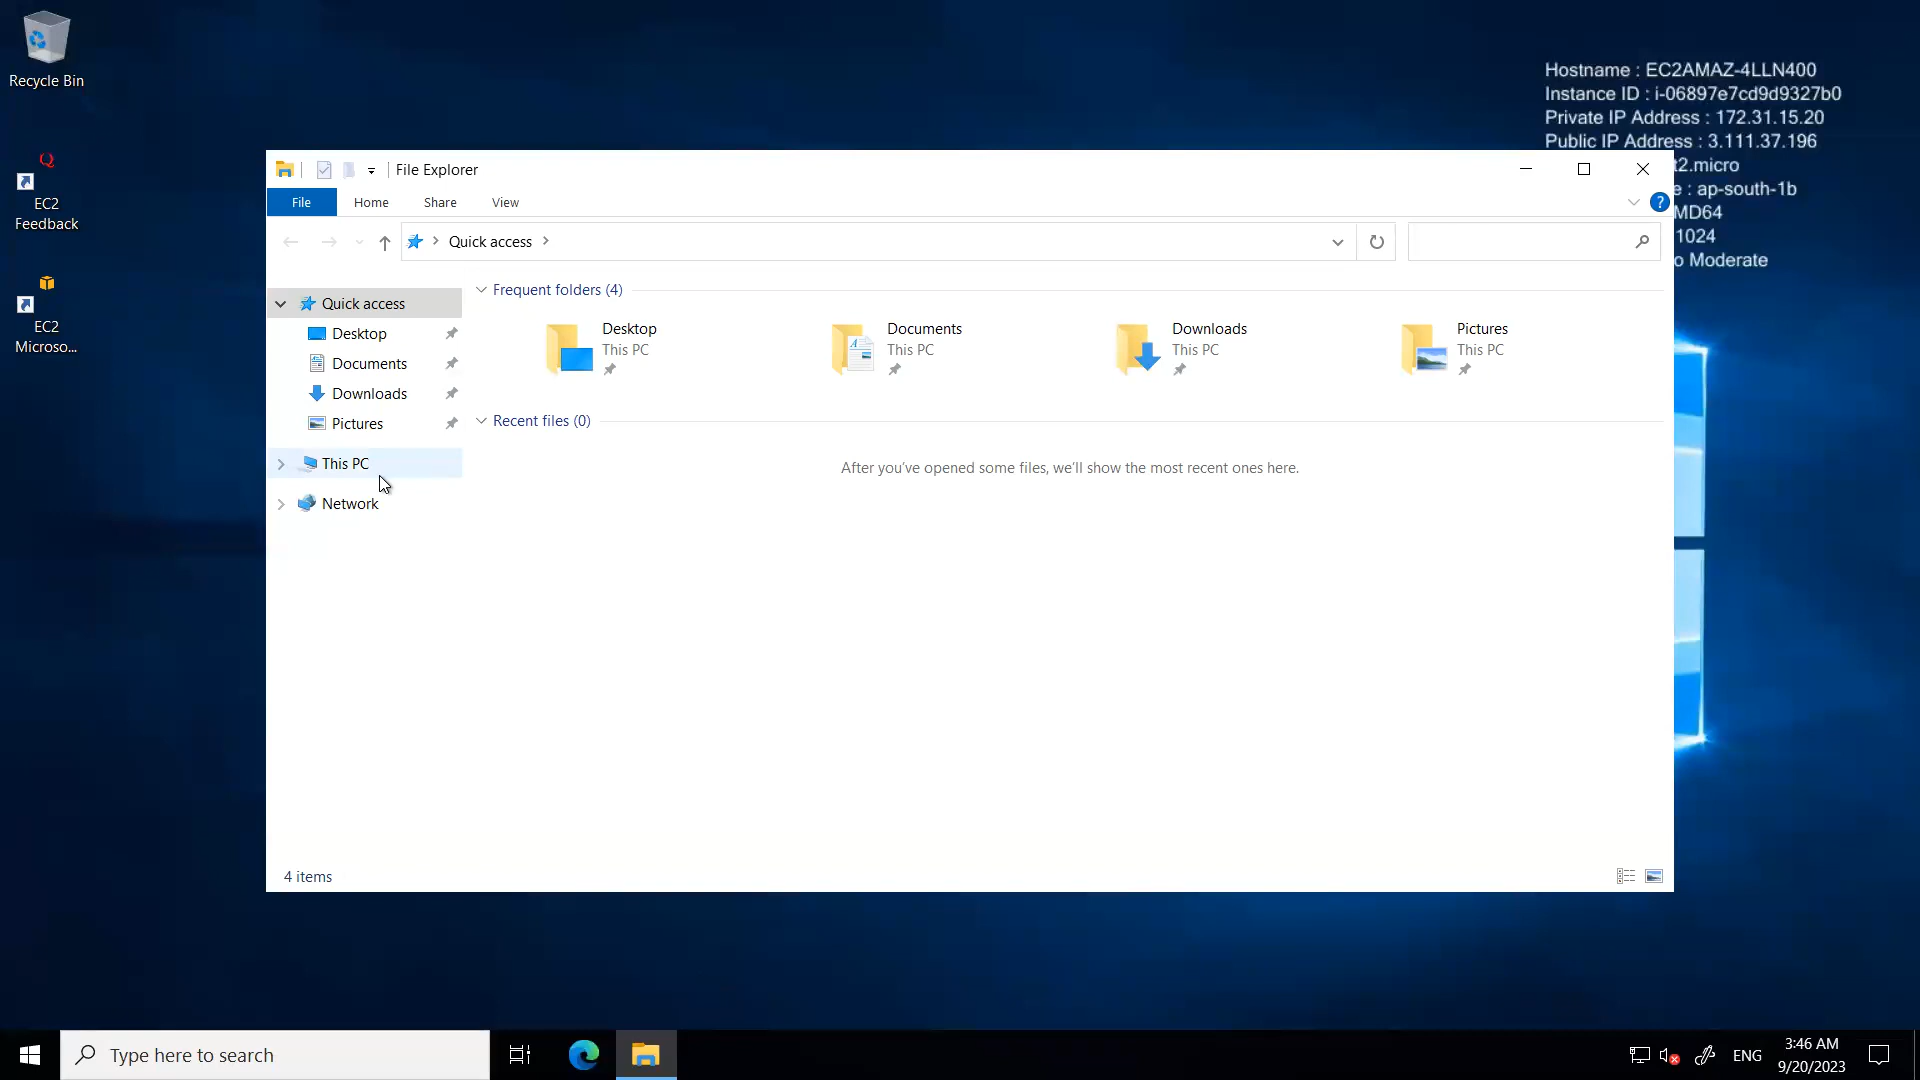 Recycle Bin
EC2
Feedback
EC2
Microso...
Hostname : EC2AMAZ-4LLN400
Instance ID : i-06897e7cd9d9327b0
Private IP Address : 172.31.15.20
Public IP Address : 3.111.37.196
t2.micro
e : ap-south-1b
MD64
1024
o Moderate
File Explorer
File Home Share View
Quick access
Quick access
Desktop
Documents
Downloads
Pictures
This PC
Network
Frequent folders (4)
Desktop
This PC
Documents
This PC
Downloads
This PC
Pictures
This PC
Recent files (0)
After you've opened some files, we'll show the most recent ones here.
4 items
Type here to search
ENG
3:46 AM
9/20/2023